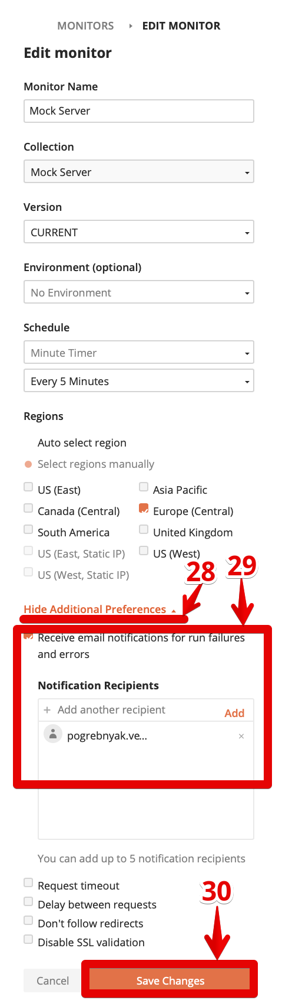 MONITORS EDIT MONITOR
Edit monitor
Monitor Name
Mock Server
Collection
Mock Server
Version
CURRENT
Environment (optional)
No Environment
Schedule
Minute Timer
Every 5 Minutes
Regions
Auto select region
Select regions manually
US (East) Asia Pacific
Canada (Central) Europe (Central)
South America United Kingdom
US (East, Static IP) US (West)
US (West, Static IP)
28 29
Hide Additional Preferences
Receive email notifications for run failures
and errors
Notification Recipients
+ Add another recipient Add
pogrebnyak.ve... ×
You can add up to 5 notification recipients
Request timeout
Delay between requests
Don't follow redirects
Disable SSL validation
30
Cancel Save Changes